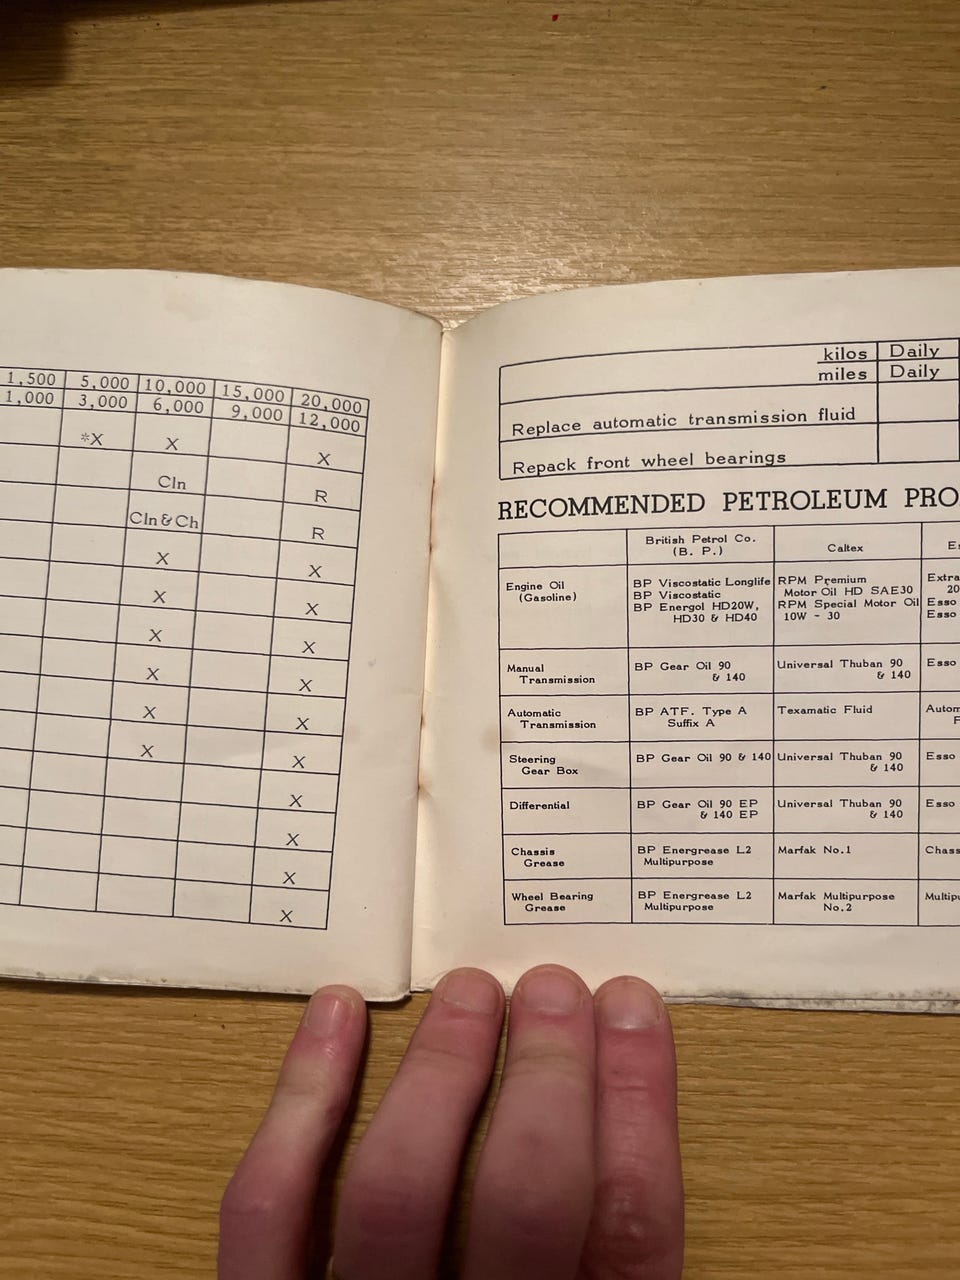 1,500 5,000 10,000 15,000 20,000
1,000 3,000 6,000 9,000 12,000
*X X X
Cln R
Cln & Ch R
X X
X X
X X
X X
X X
X X
X
X
X
X
kilos Daily
miles Daily
Replace automatic transmission fluid
Repack front wheel bearings
RECOMMENDED PETROLEUM
British Petrol Co.
(B. P.)
Caltex
Engine Oil
(Gasoline)
BP Viscostatic Longlife
BP Viscostatic
BP Energol HD20W,
HD30 & HD40
RPM Premium
Motor Oil HD SAE30
RPM Special Motor Oil
10W - 30
Extra
20
Esso
Esso
Manual
Transmission
BP Gear Oil 90
& 140
Universal Thuban 90
& 140
Esso
Automatic
Transmission
BP ATF. Type A
Suffix A
Texamatic Fluid
Steering
Gear Box
BP Gear Oil 90 & 140
Universal Thuban 90
& 140
Esso
Differential
BP Gear Oil 90 EP
& 140 EP
Universal Thuban 90
& 140
Esso
Chassis
Grease
BP Energrease L2
Multipurpose
Marfak No.1
Chass
Wheel Bearing
Grease
BP Energrease L2
Multipurpose
Marfak Multipurpose
No.2